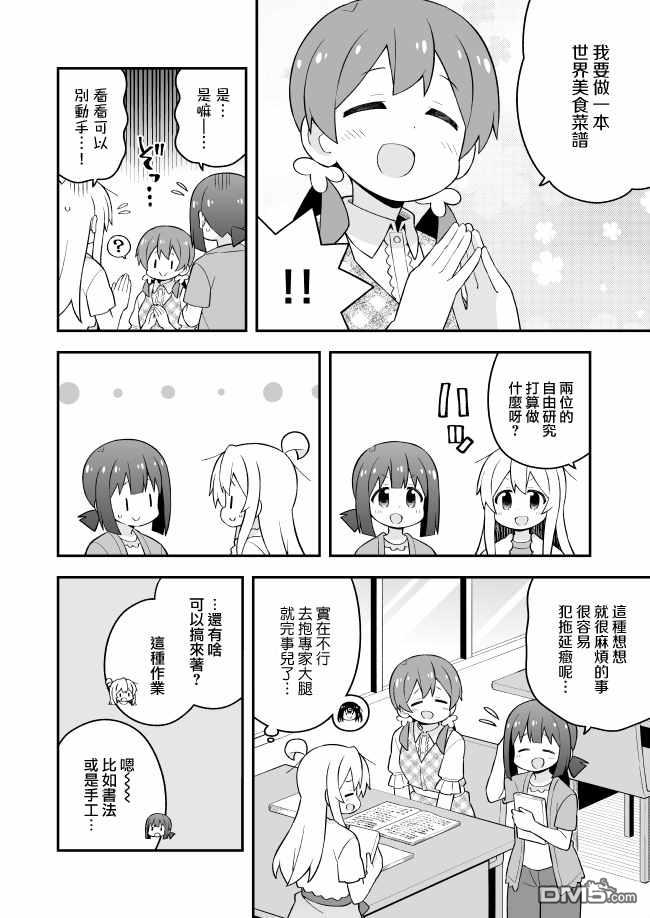 我要做一本
世界美食菜譜
!!
是…
是嘛──
看看可以
別動手…！
?
兩位的
自由研究
打算做
什麼呀?
這種想想
就很麻煩的事
很容易
犯拖延癥呢…
實在不行
去抱專家大腿
就完事兒了…
…還有啥
可以搞來著?
這種作業
嗯〰〰
比如書法
或是手工…
DM5.com